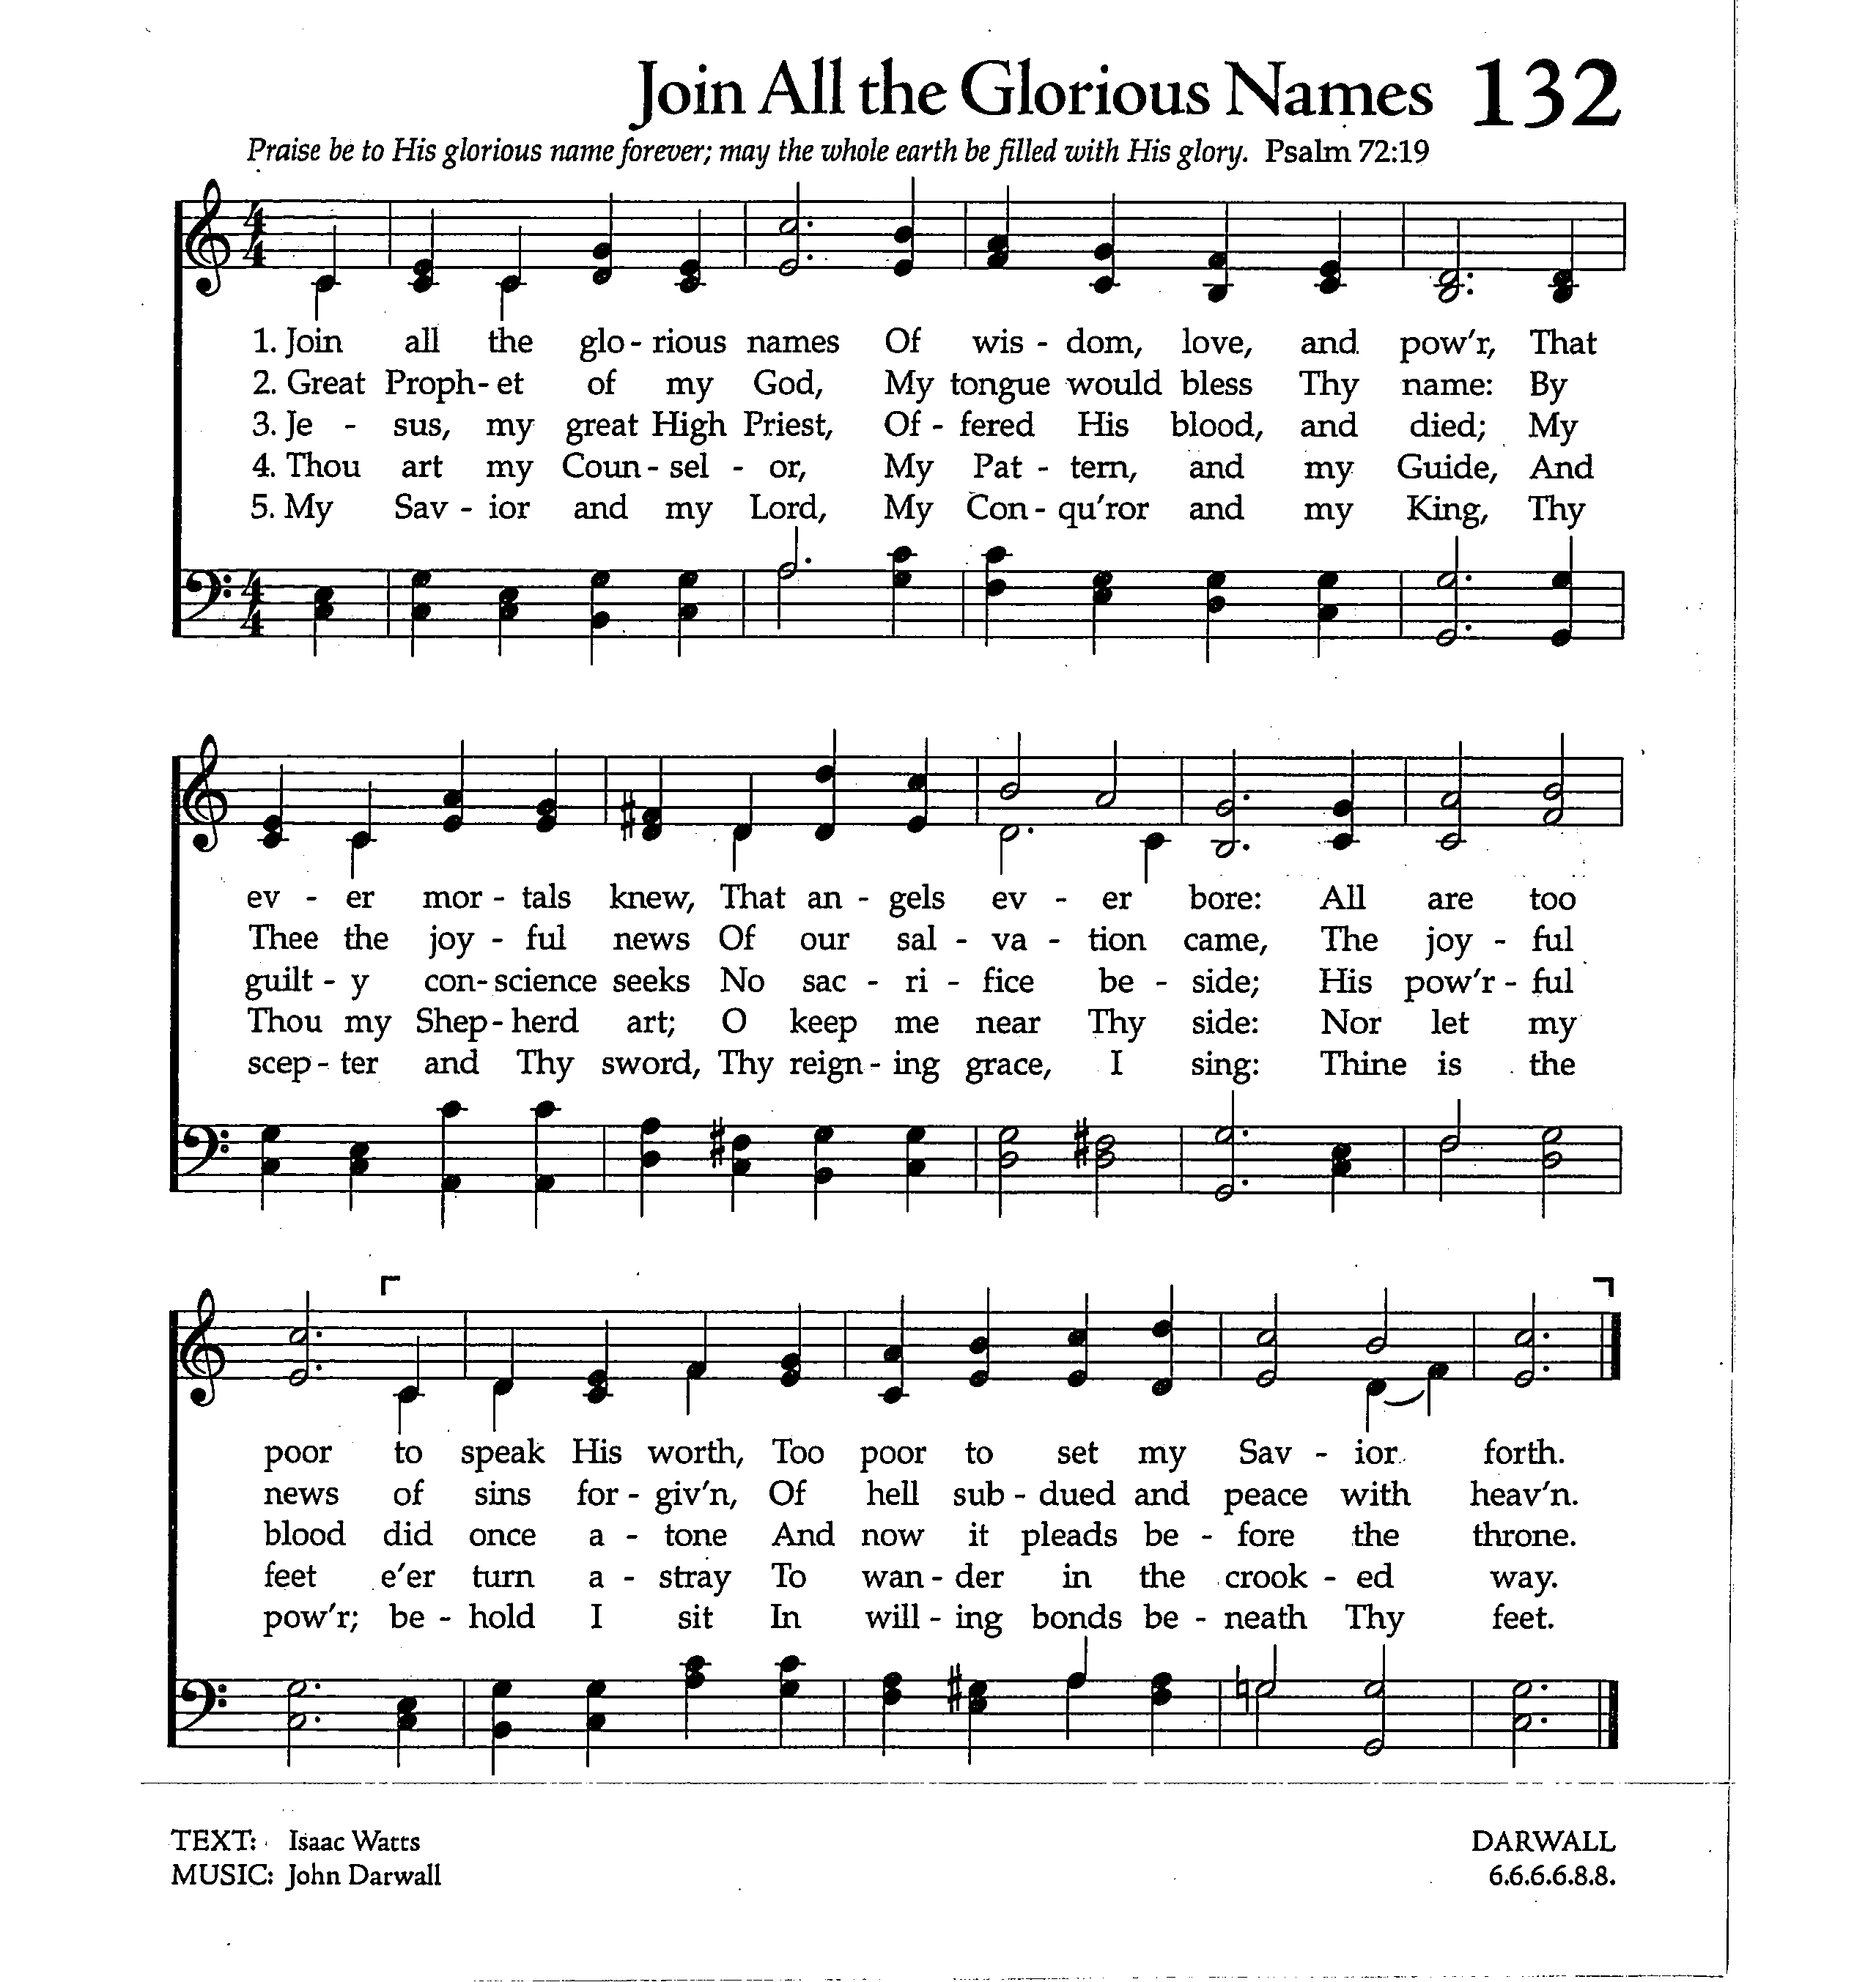 Join All the Glorious Names 132
Praise be to His glorious name forever; may the whole earth be filled with His glory. Psalm 72:19
1. Join all the glo - rious names Of wis - dom, love, and pow'r, That
2. Great Proph - et of my God, My tongue would bless Thy name: By
3. Je - sus, my great High Priest, Of - fered His blood, and died; My
4. Thou art my Coun - sel - or, My Pat - tern, and my Guide, And
5. My Sav - ior and my Lord, My Con - qu'ror and my King, Thy
ev - er mor - tals knew, That an - gels ev - er bore: All are too
Thee the joy - ful news Of our sal - va - tion came, The joy - ful
guilt - y con - science seeks No sac - ri - fice be - side; His pow'r - ful
Thou my Shep - herd art; O keep me near Thy side: Nor let my
scep - ter and Thy sword, Thy reign - ing grace, I sing: Thine is the
poor to speak His worth, Too poor to set my Sav - ior forth.
news of sins for - giv'n, Of hell sub - dued and peace with heav'n.
blood did once a - tone And now it pleads be - fore the throne.
feet e'er turn a - stray To wan - der in the crook - ed way.
pow'r; be - hold I sit In will - ing bonds be - neath Thy feet.
TEXT: Isaac Watts DARWALL
MUSIC: John Darwall 6.6.6.6.8.8.